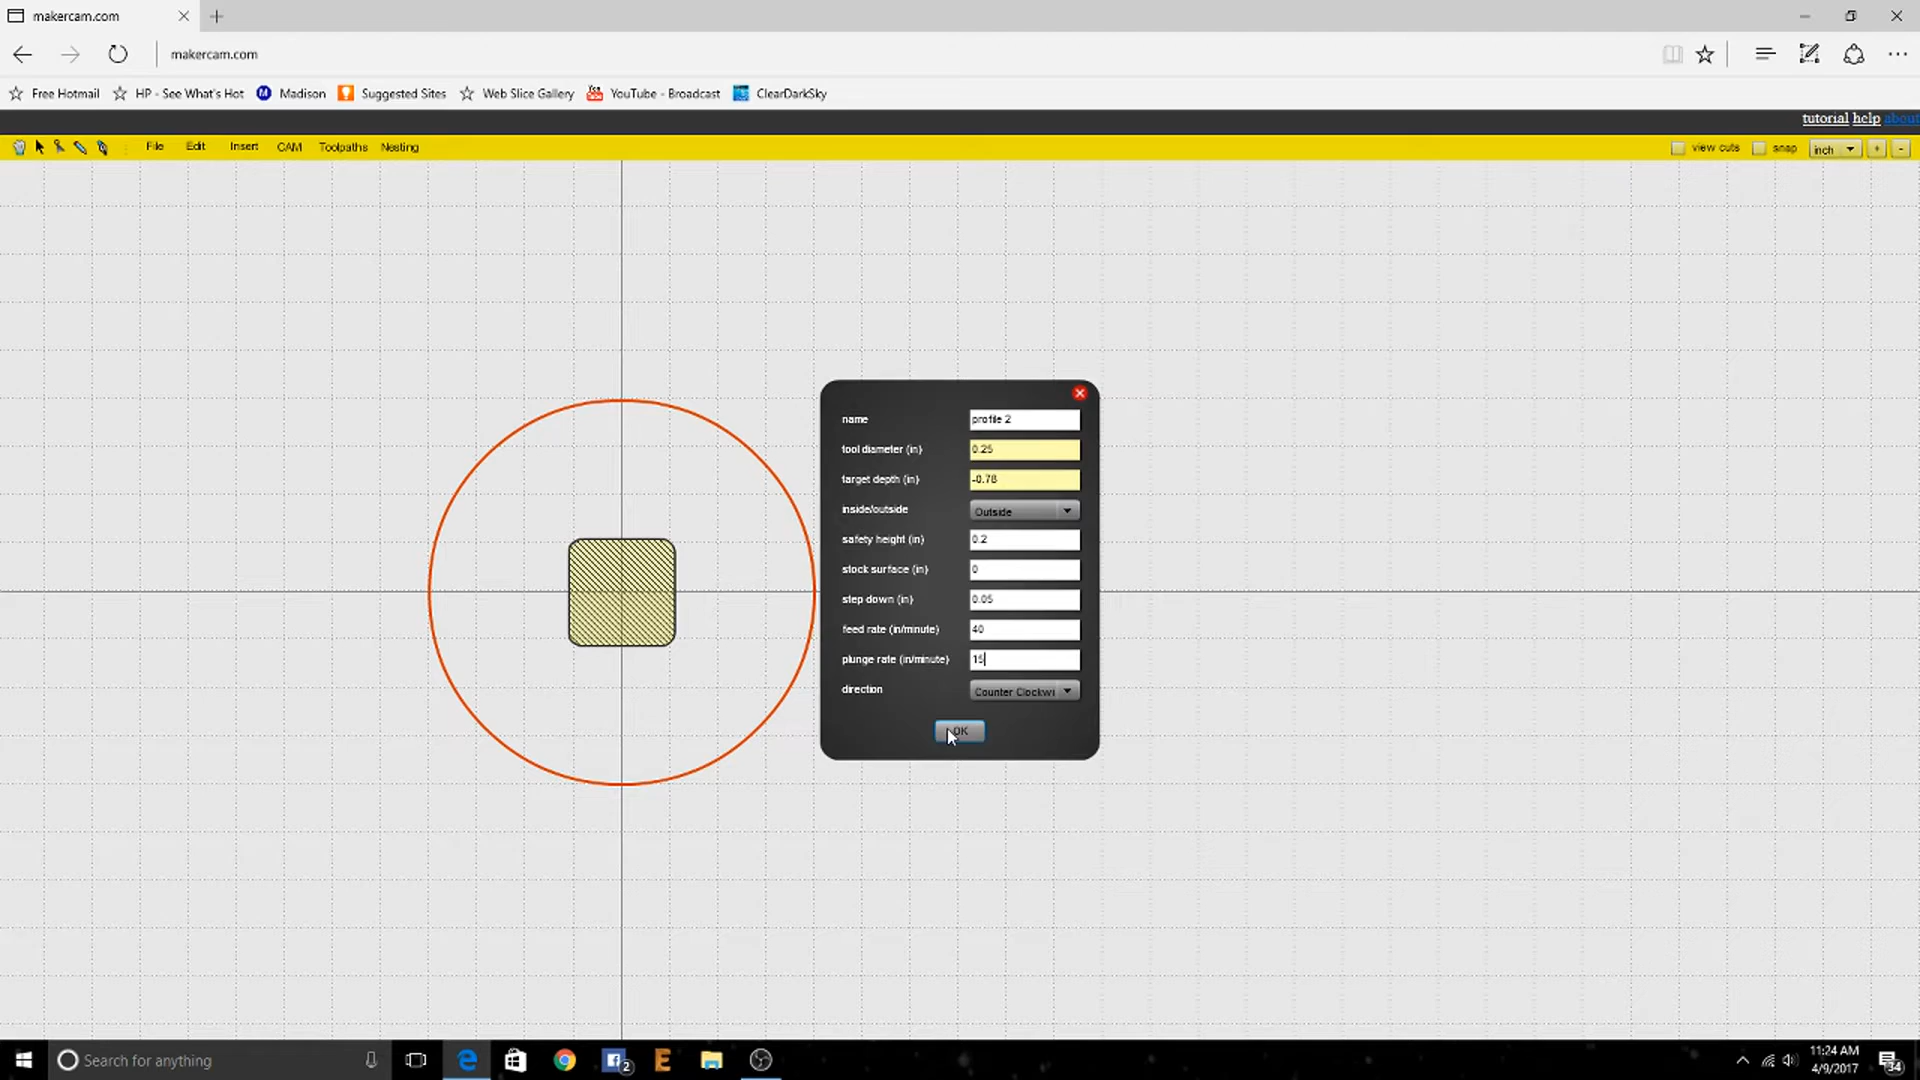 makercam.com
makercam.com
Free Hotmail HP - See What's Hot Madison Suggested Sites Web Slice Gallery YouTube - Broadcast ClearDarkSky
tutorial help about
File Edit Insert CAM Toolpaths Nesting view cuts snap inch + -
name profile 2
tool diameter (in) 0.25
target depth (in) -0.78
inside/outside Outside
safety height (in) 0.2
stock surface (in) 0
step down (in) 0.05
feed rate (in/minute) 40
plunge rate (in/minute) 15
direction Counter Clockwi
OK
Search for anything 2 11:24 AM
4/9/2017 34